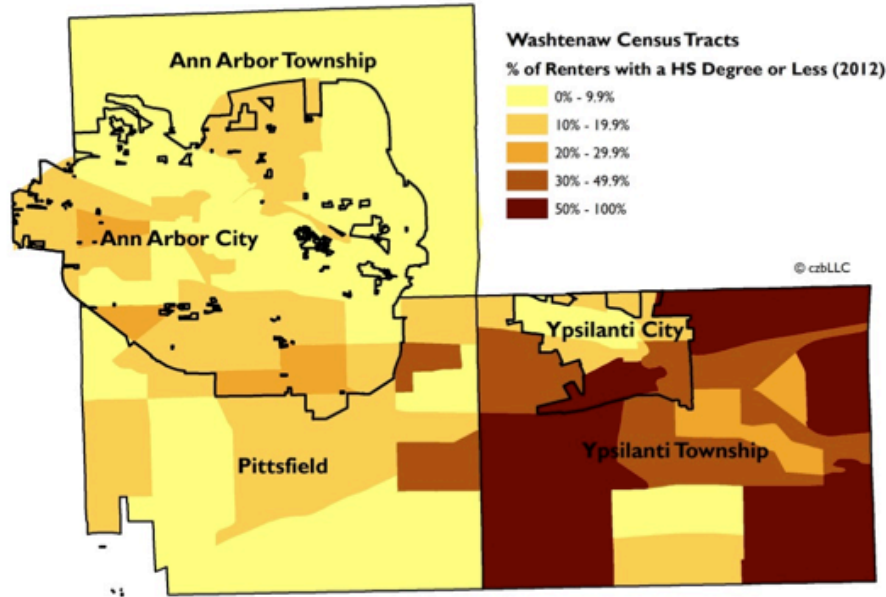 Washtenaw Census Tracts
% of Renters with a HS Degree or Less (2012)
0% - 9.9%
10% - 19.9%
20% - 29.9%
30% - 49.9%
50% - 100%
© czbLLC
Ann Arbor Township
Ann Arbor City
Ypsilanti City
Ypsilanti Township
Pittsfield